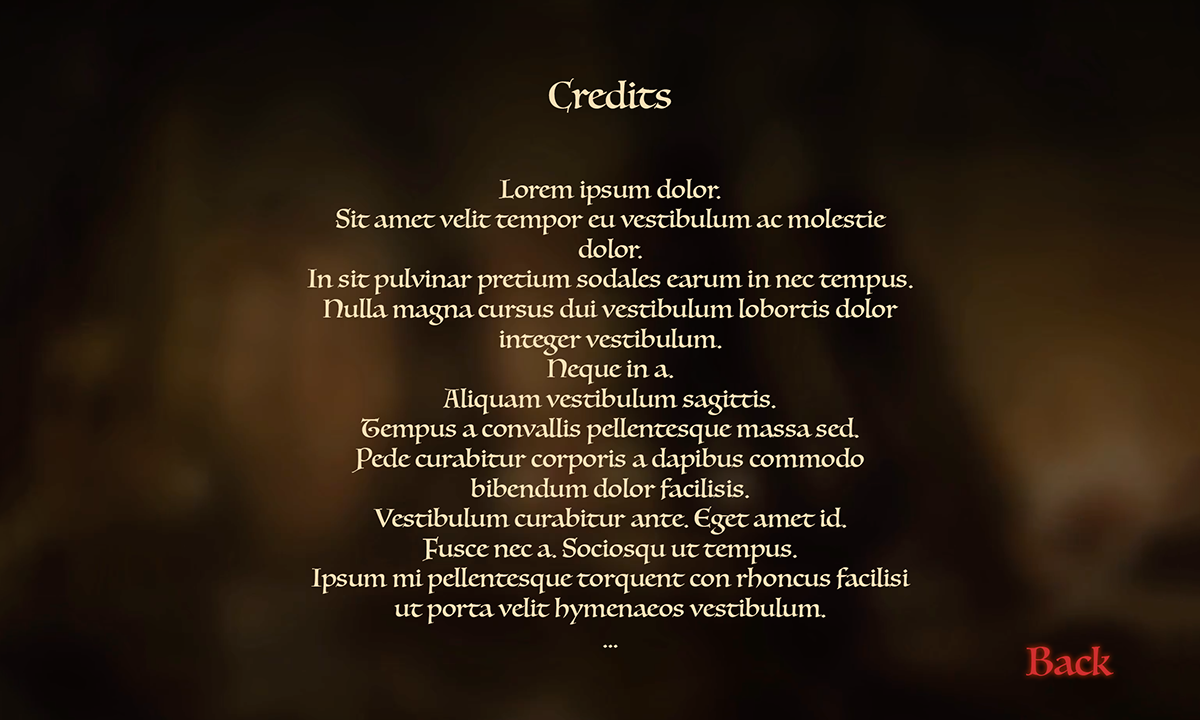 Credits
Lorem ipsum dolor.
Sit amet velit tempor eu vestibulum ac molestie
dolor.
In sit pulvinar pretium sodales earum in nec tempus.
Nulla magna cursus dui vestibulum lobortis dolor
integer vestibulum.
Neque in a.
Aliquam vestibulum sagittis.
Tempus a convallis pellentesque massa sed.
Pede curabitur corporis a dapibus commodo
bibendum dolor facilisis.
Vestibulum curabitur ante. Eget amet id.
Fusce nec a. Sociosqu ut tempus.
Ipsum mi pellentesque torquent con rhoncus facilisi
ut porta velit hymenaeos vestibulum.
...
Back